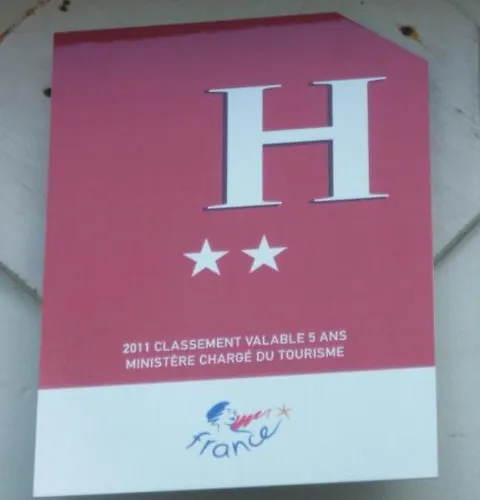 H
2011 CLASSEMENT VALABLE 5 ANS
MINISTÈRE CHARGÉ DU TOURISME
france